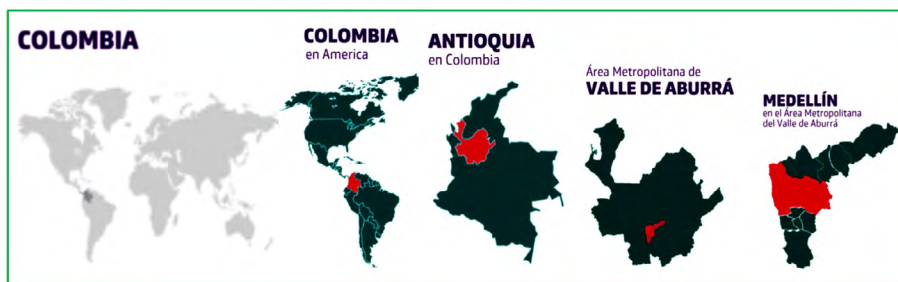 COLOMBIA
COLOMBIA
en America
ANTIOQUIA
en Colombia
Área Metropolitana de
VALLE DE ABURRÁ
MEDELLÍN
en el Área Metropolitana
del Valle de Aburrá